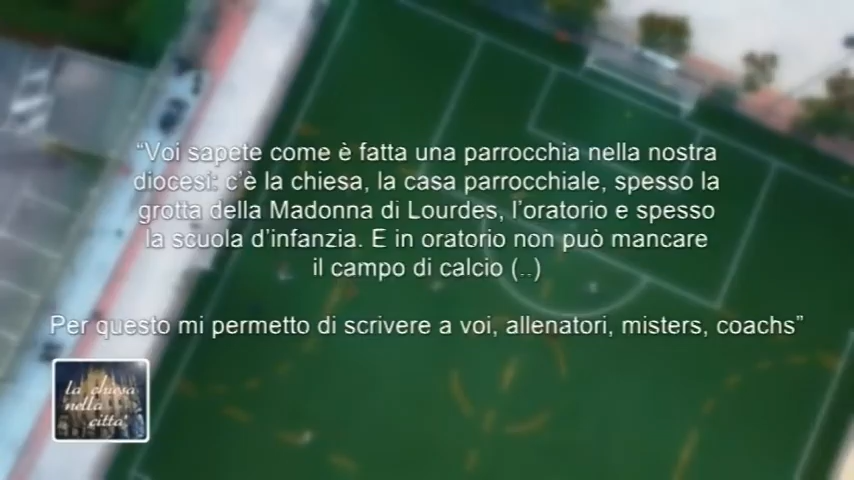 “Voi sapete come è fatta una parrocchia nella nostra
diocesi: c’è la chiesa, la casa parrocchiale, spesso la
grotta della Madonna di Lourdes, l’oratorio e spesso
la scuola d’infanzia. E in oratorio non può mancare
il campo di calcio (..)
Per questo mi permetto di scrivere a voi, allenatori, misters, coachs”
la chiesa
nella
citta’